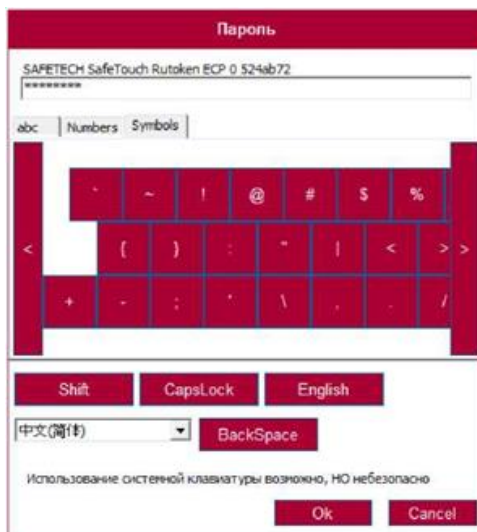 Пароль
SAFETECH SafeTouch Rutoken ECP 0 524ab72
********
abc Numbers Symbols
` ~ ! @ # $ %
< { } : " | < > >
+ - ; ' \ , . /
Shift CapsLock English
中文(简体) BackSpace
Использование системной клавиатуры возможно, НО небезопасно
Ok Cancel